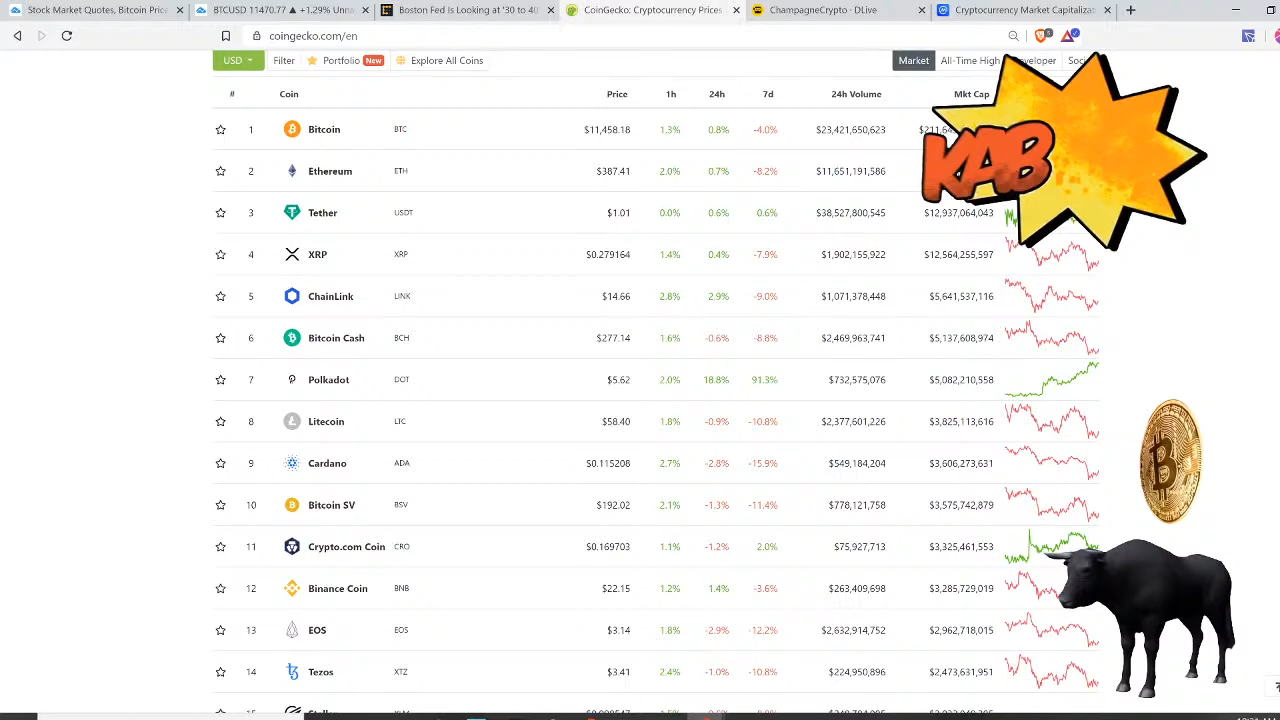 Stock Market Quotes, Bitcoin Price
BTCUSD 11470.77 ▲ +1.29% Unna
Boston Fed Is Looking at '30 to 40
CoinGecko: Cryptocurrency Prices
ChampagneCrypto · DLive
Cryptocurrency Market Capitaliza
coingecko.com/en
USD Filter Portfolio New Explore All Coins Market All-Time High
# Coin Price 1h 24h 7d 24h Volume Mkt Cap
1 Bitcoin BTC $11,458.18 1.3% 0.8% -4.0% $23,421,650,623
2 Ethereum ETH $387.41 2.0% 0.7% -8.2% $11,651,191,586
3 Tether USDT $1.01 0.0% 0.6% 0.6% $38,527,800,545 $12,937,064,043
4 XRP XRP $0.279164 1.4% 0.4% -7.9% $1,902,155,922 $12,564,255,597
5 ChainLink LINK $14.66 2.8% 2.9% -9.0% $1,071,378,448 $5,641,537,116
6 Bitcoin Cash BCH $277.14 1.6% -0.6% -8.8% $2,469,963,741 $5,137,608,974
7 Polkadot DOT $5.62 2.0% 18.8% 91.3% $732,575,076 $5,082,210,558
8 Litecoin LTC $58.40 1.8% -0.9% -10.8% $2,377,601,226 $3,825,113,616
9 Cardano ADA $0.115208 2.7% -2.8% -15.9% $549,184,204 $3,606,273,631
10 Bitcoin SV BSV $192.02 2.1% -1.3% -11.4% $778,121,758 $3,575,742,879
11 Crypto.com Coin CRO $0.169703 1.1% -1.2% 2.0% $75,927,713 $3,325,461,553
12 Binance Coin BNB $22.15 1.2% 1.4% -3.6% $263,409,698 $3,285,729,019
13 EOS EOS $3.14 1.8% -2.9% -12.2% $2,632,914,752 $2,962,718,015
14 Tezos XTZ $3.41 2.4% -1.0% -10.8% $224,950,896 $2,473,631,951
15
KAB